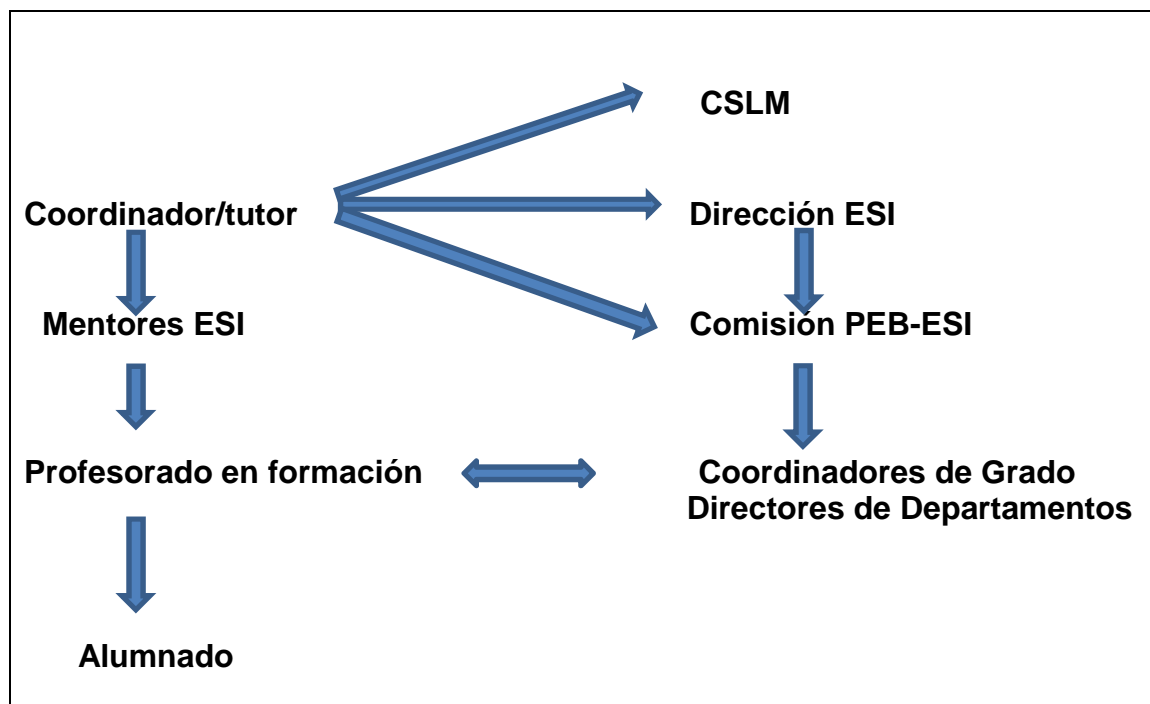 CSLM
Coordinador/tutor
Dirección ESI
Mentores ESI
Comisión PEB-ESI
Profesorado en formación
Coordinadores de Grado
Directores de Departamentos
Alumnado